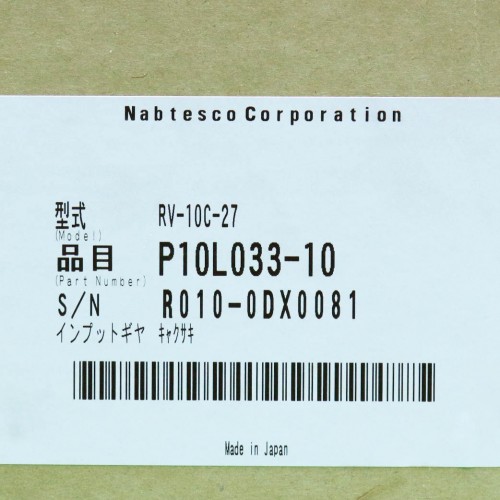 Nabtesco Corporation
型式 RV-10C-27
(Model)
品目 P10L033-10
(Part Number)
S/N R010-0DX0081
インプットギヤ ｷｬｸｻｷ
Made in Japan